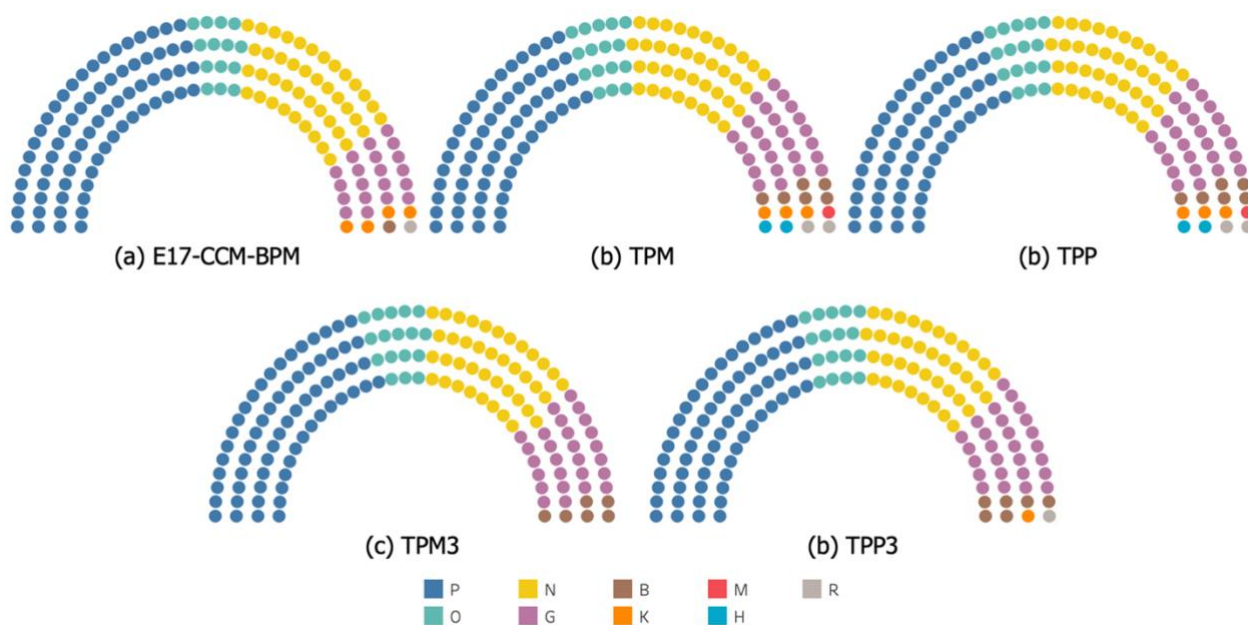 (a) E17-CCM-BPM
(b) TPM
(b) TPP
(c) TPM3
(b) TPP3
P N B M R
O G K H